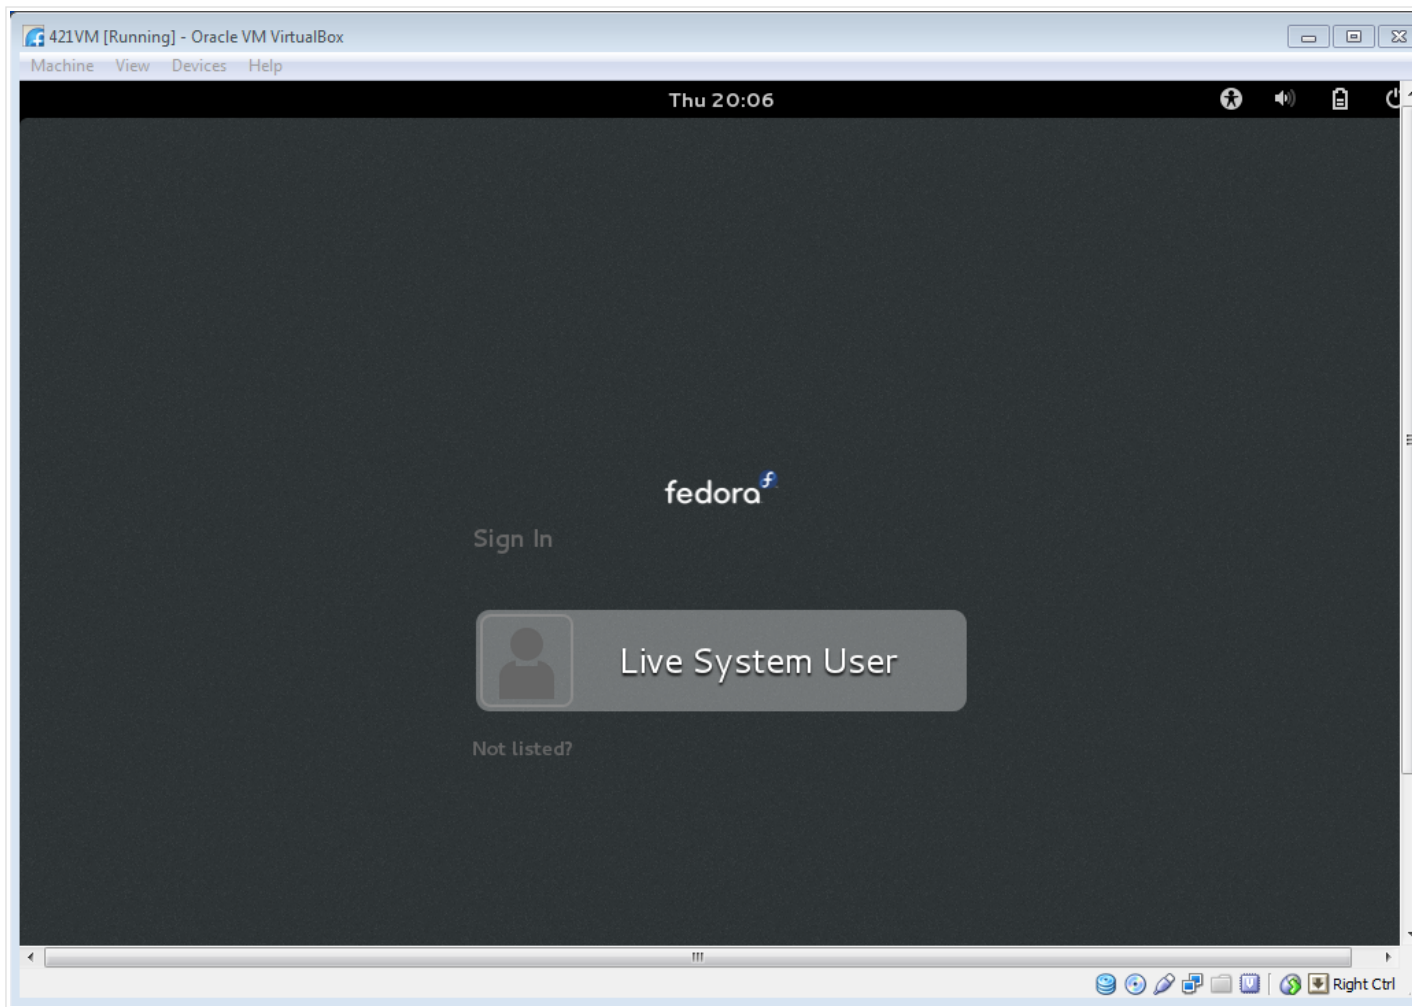 421VM [Running] - Oracle VM VirtualBox
Machine View Devices Help
Thu 20:06
fedora
Sign In
Live System User
Not listed?
Right Ctrl